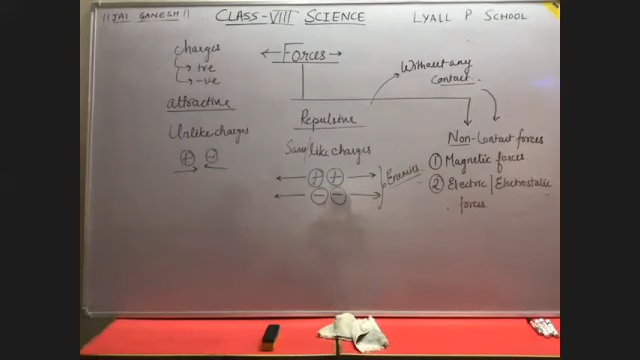 ||JAI GANESH||
CLASS-VIII SCIENCE
LYALL P SCHOOL
Charges
+ve
-ve
Forces
Without any
Contact.
attractive
Unlike charges
+ -
Repulsive
Same/like charges
+ +
- -
Enemies
Non-Contact forces
1 Magnetic forces
2 Electric/Electrostatic
forces.